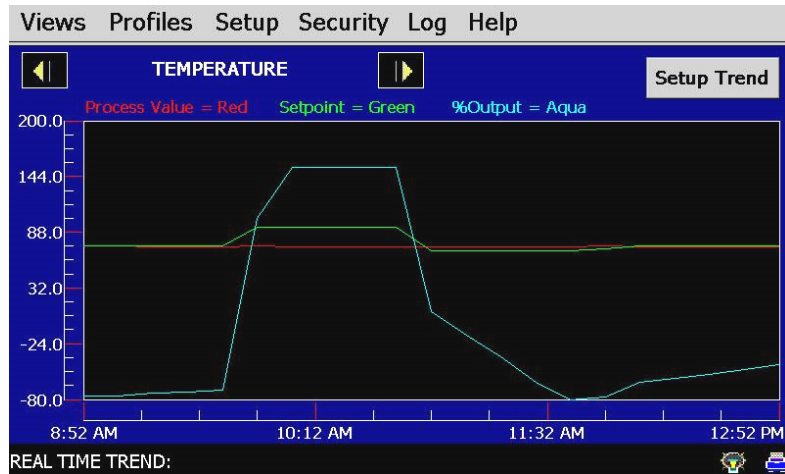 Views Profiles Setup Security Log Help
TEMPERATURE
Setup Trend
Process Value = Red Setpoint = Green %Output = Aqua
200.0
144.0
88.0
32.0
-24.0
-80.0
8:52 AM 10:12 AM 11:32 AM 12:52 PM
REAL TIME TREND: